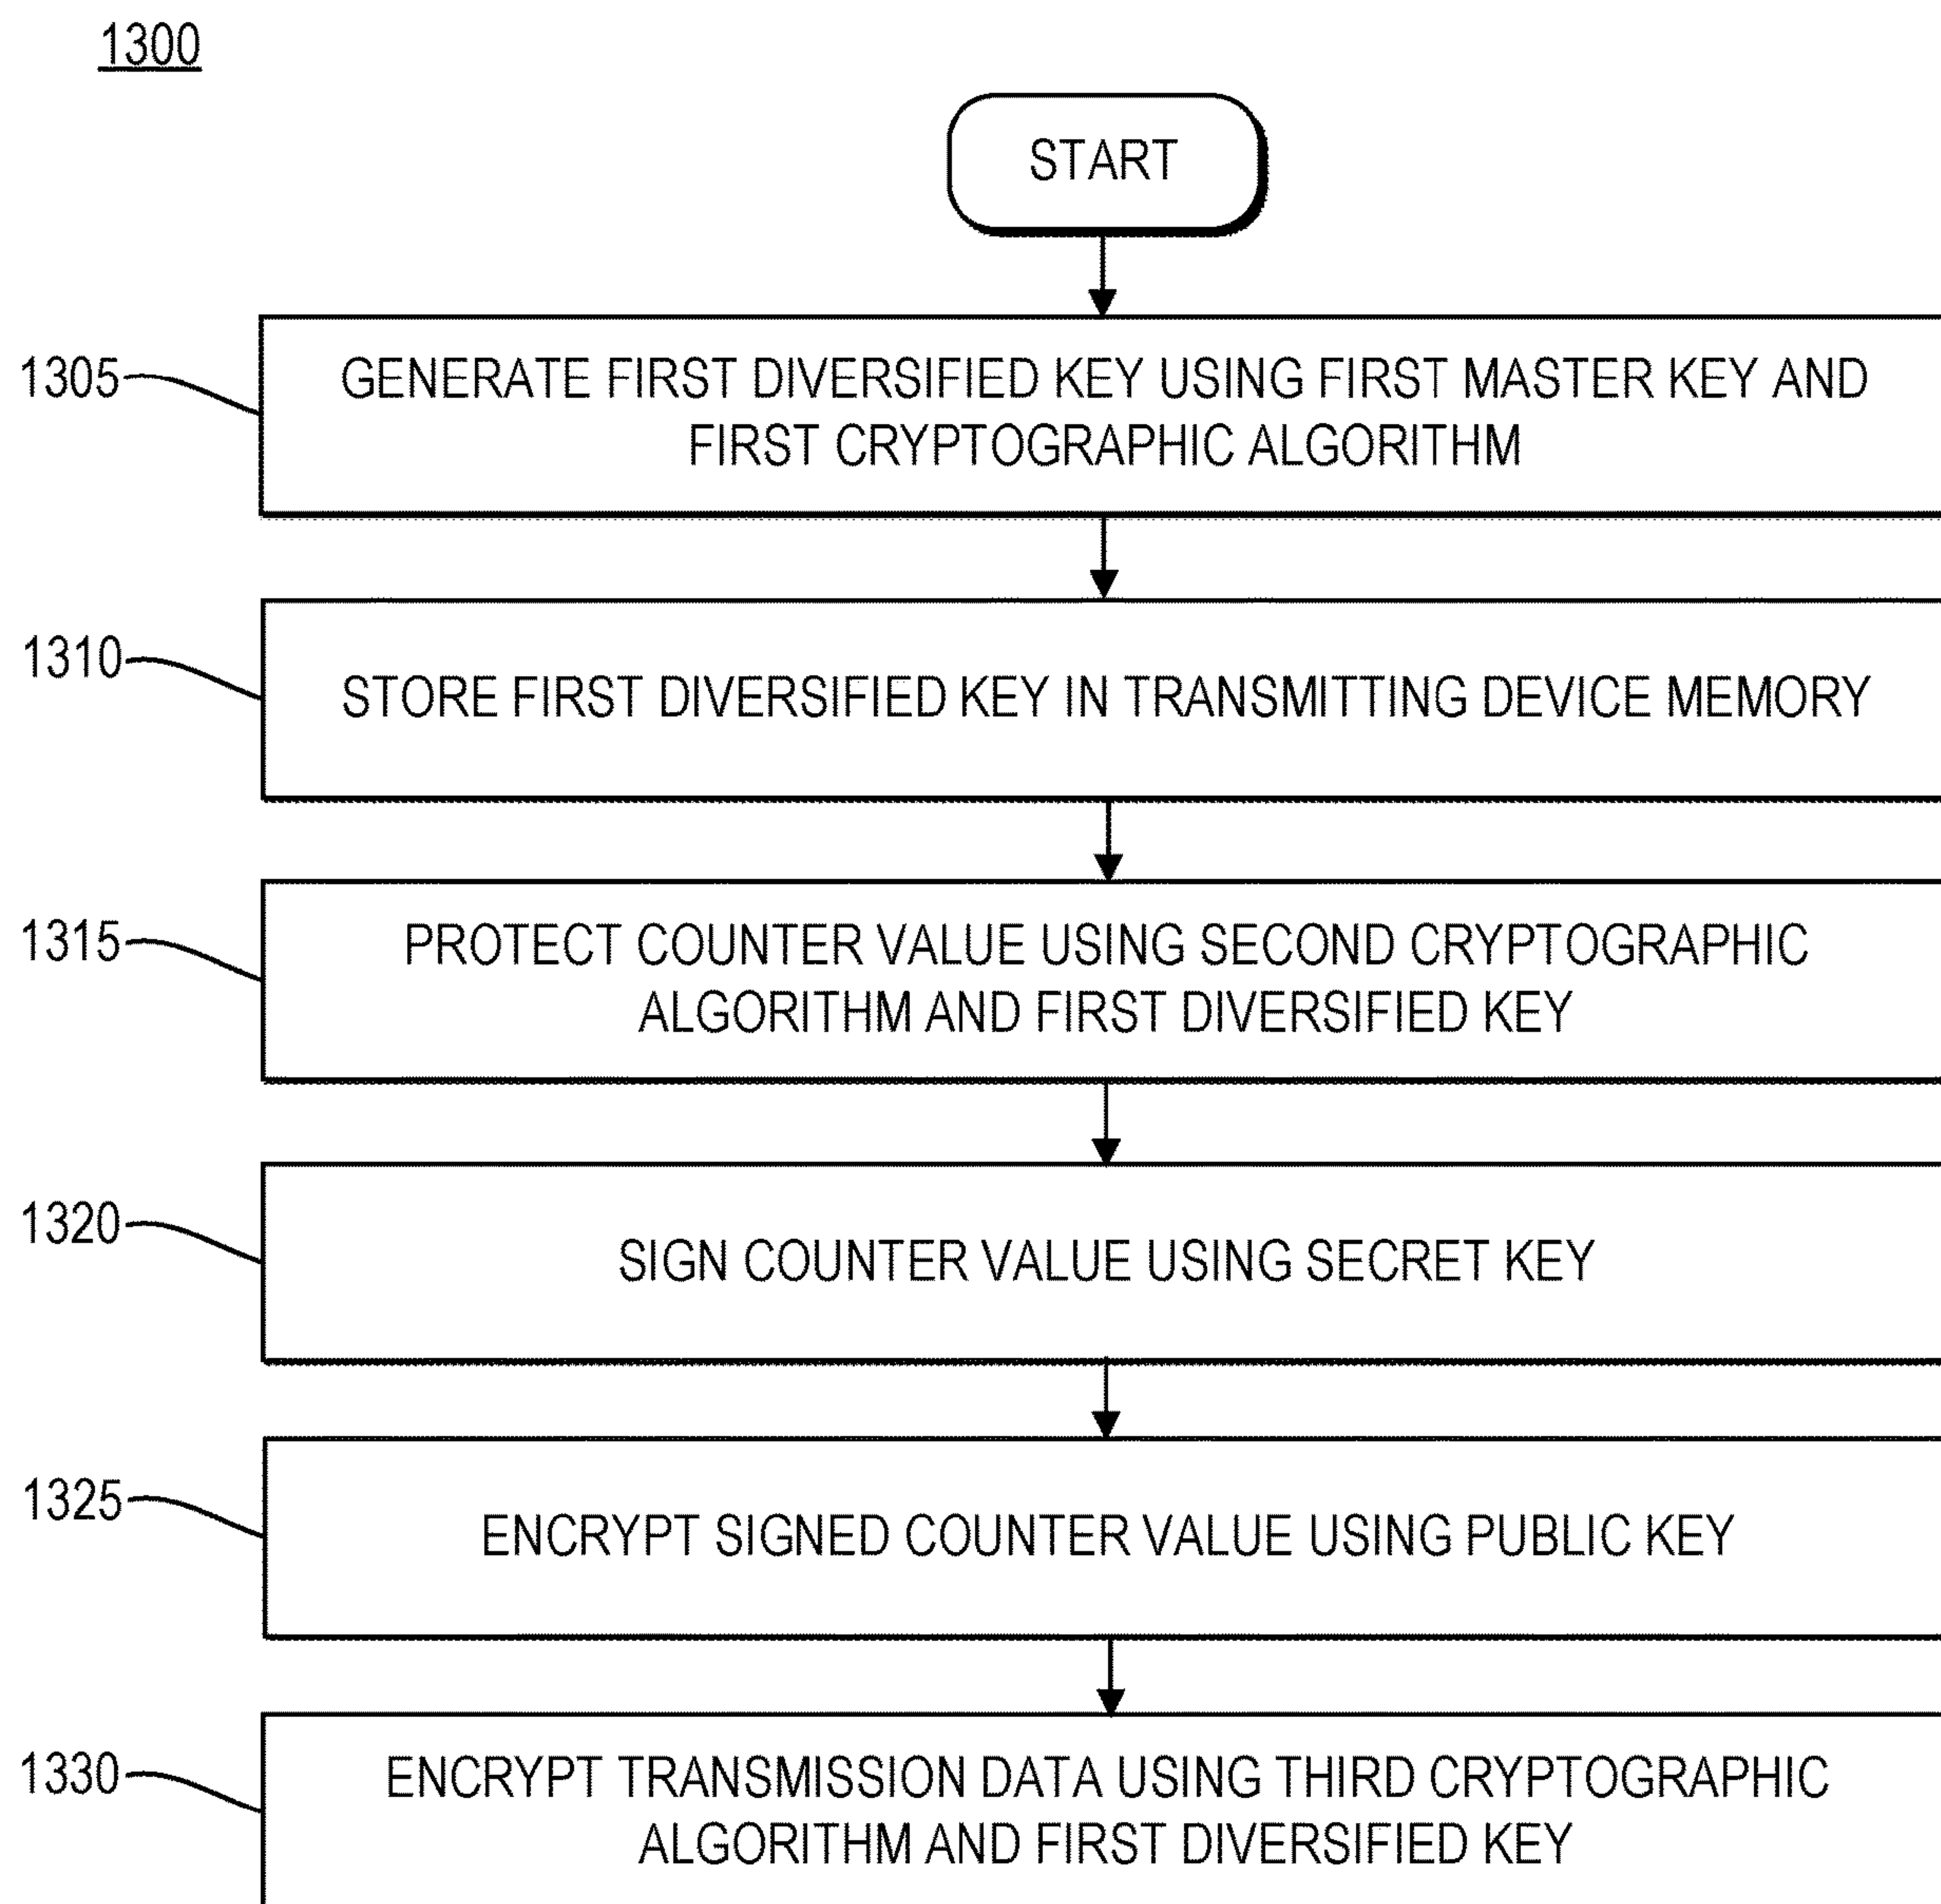 1300
START
1305
GENERATE FIRST DIVERSIFIED KEY USING FIRST MASTER KEY AND
FIRST CRYPTOGRAPHIC ALGORITHM
1310
STORE FIRST DIVERSIFIED KEY IN TRANSMITTING DEVICE MEMORY
1315
PROTECT COUNTER VALUE USING SECOND CRYPTOGRAPHIC
ALGORITHM AND FIRST DIVERSIFIED KEY
1320
SIGN COUNTER VALUE USING SECRET KEY
1325
ENCRYPT SIGNED COUNTER VALUE USING PUBLIC KEY
1330
ENCRYPT TRANSMISSION DATA USING THIRD CRYPTOGRAPHIC
ALGORITHM AND FIRST DIVERSIFIED KEY